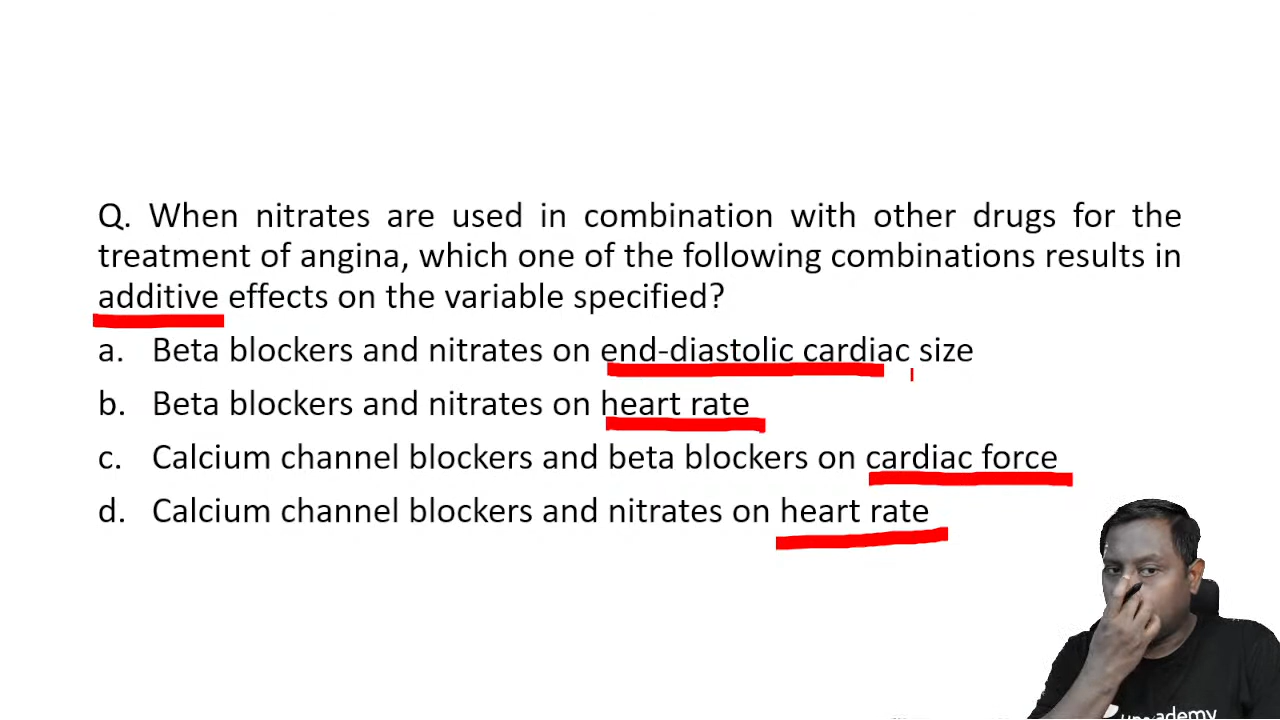 Q. When nitrates are used in combination with other drugs for the
treatment of angina, which one of the following combinations results in
additive effects on the variable specified?
a. Beta blockers and nitrates on end-diastolic cardiac size
b. Beta blockers and nitrates on heart rate
c. Calcium channel blockers and beta blockers on cardiac force
d. Calcium channel blockers and nitrates on heart rate